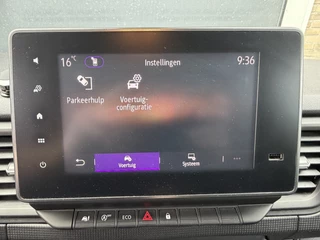 16°C
Instellingen
9:36
Parkeerhulp
Voertuig-
configuratie
Voertuig
Systeem
ECO